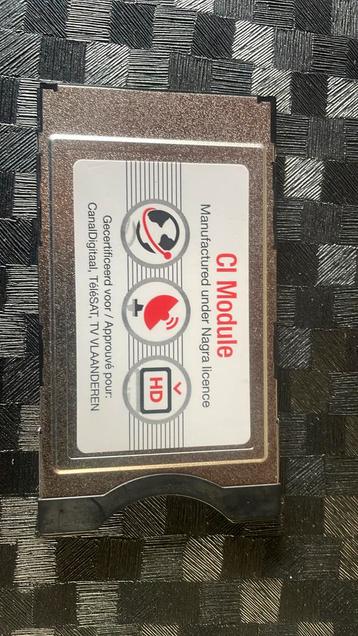 CI Module
Manufactured under Nagra licence
HD
Gecertificeerd voor / Approuvé pour:
CanalDigitaal, TéléSAT, TV VLAANDEREN